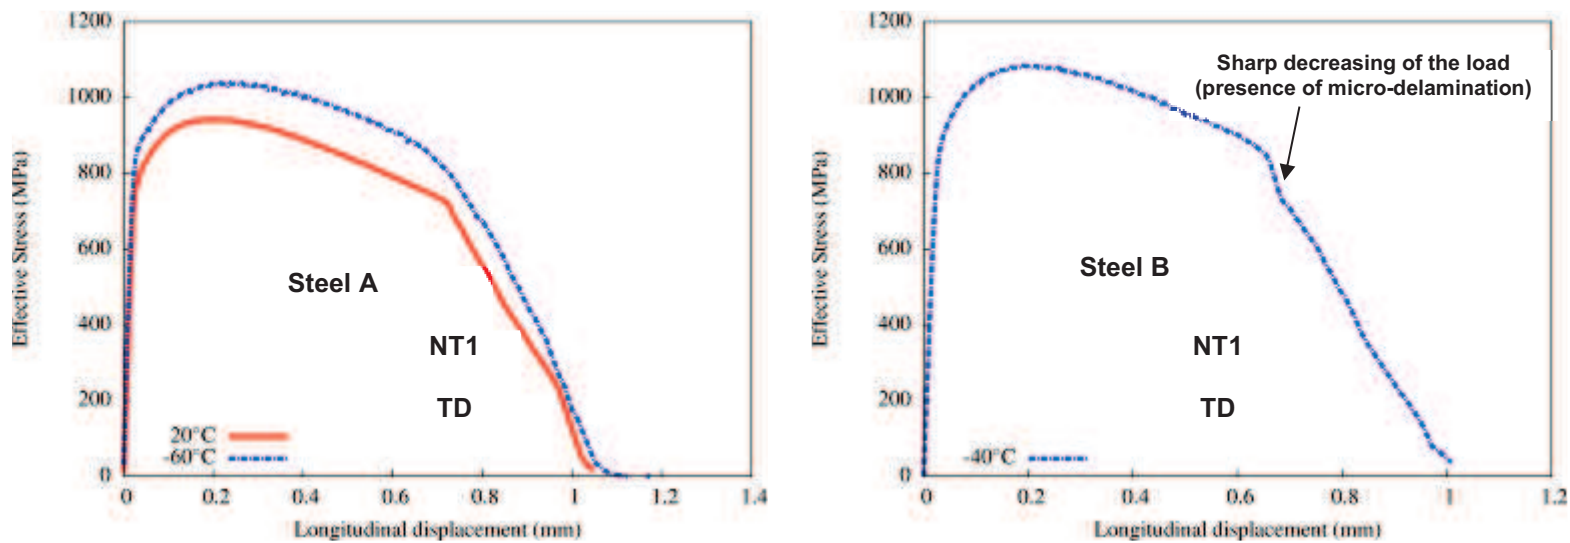 1200
1000
800
600
400
200
0
Effective Stress (MPa)
Steel A
NT1
TD
20°C
-60°C
0 0.2 0.4 0.6 0.8 1 1.2 1.4
Longitudinal displacement (mm)
1200
1000
800
600
400
200
0
Effective Stress (MPa)
Sharp decreasing of the load
(presence of micro-delamination)
Steel B
NT1
TD
-40°C
0 0.2 0.4 0.6 0.8 1 1.2
Longitudinal displacement (mm)